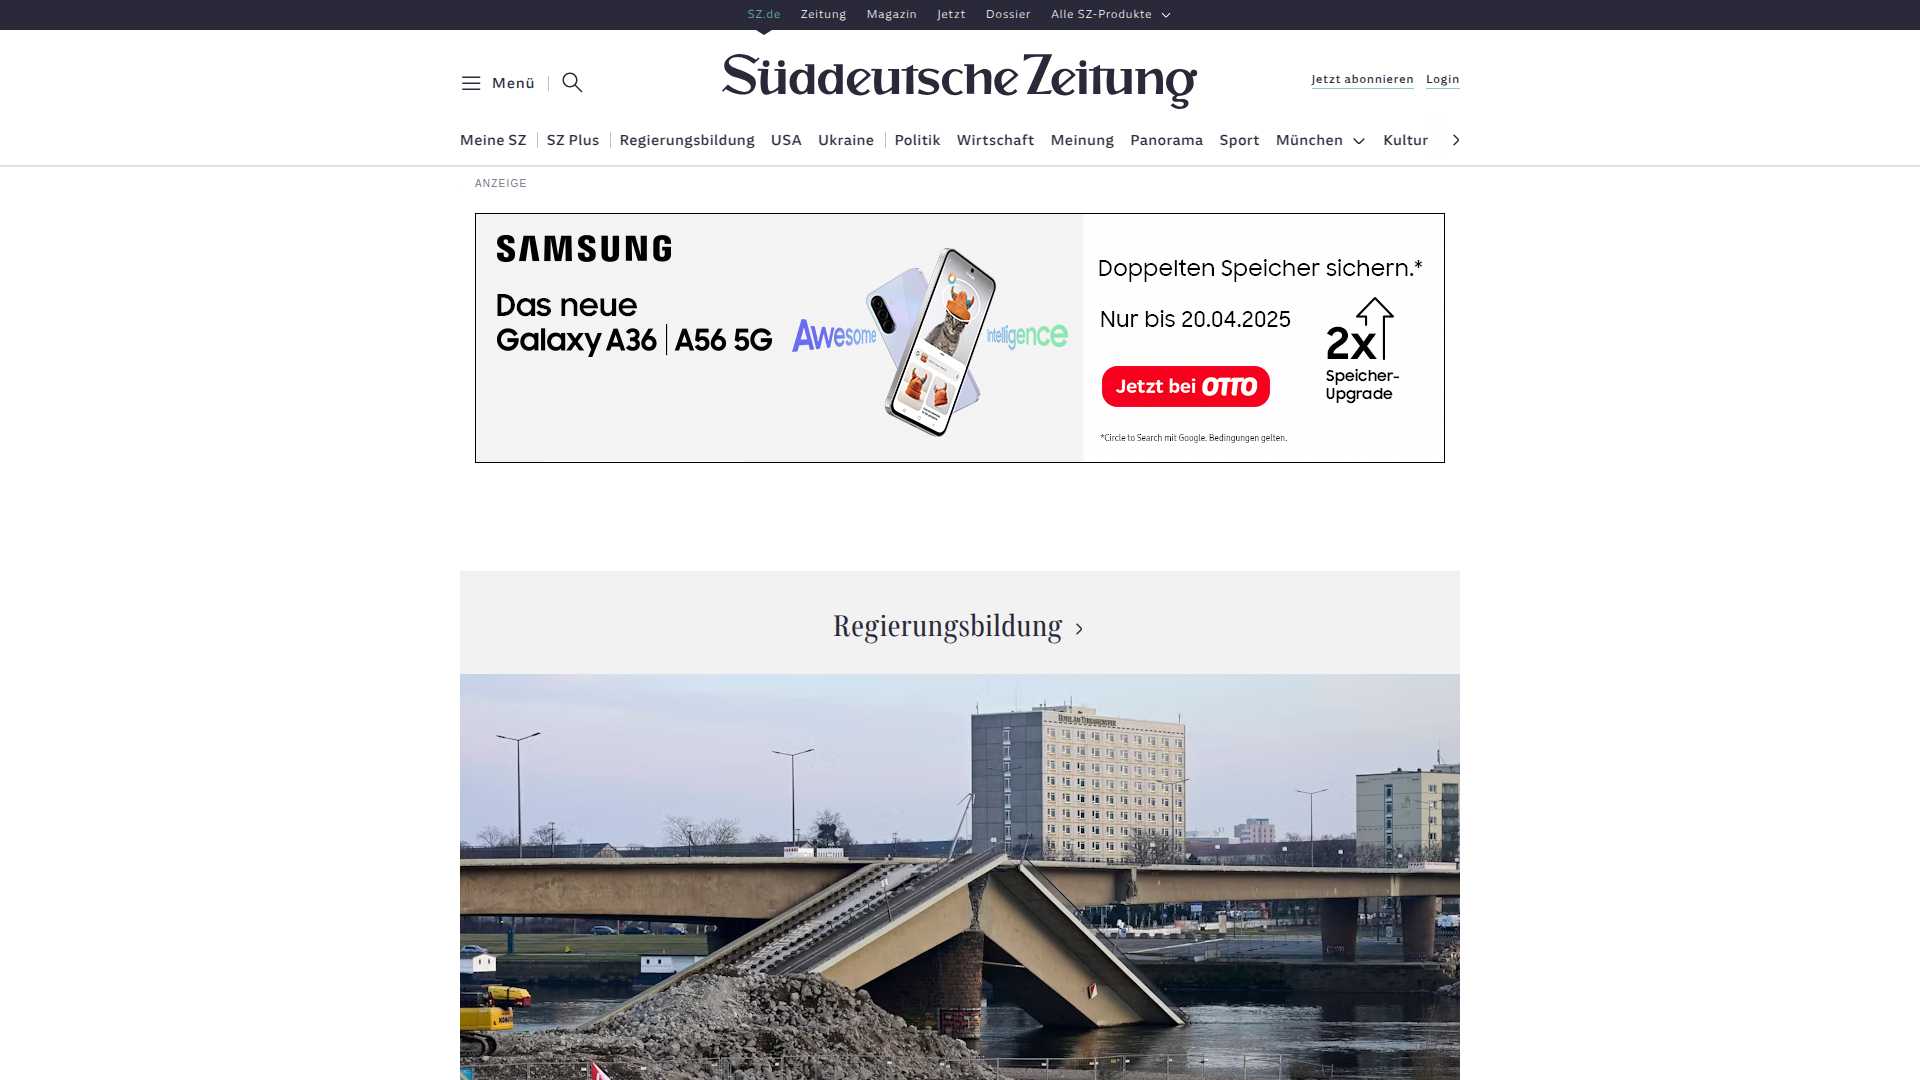 SZ.de Zeitung Magazin Jetzt Dossier Alle SZ-Produkte
Menü
Süddeutsche Zeitung
Jetzt abonnieren Login
Meine SZ SZ Plus Regierungsbildung USA Ukraine Politik Wirtschaft Meinung Panorama Sport München Kultur
ANZEIGE
SAMSUNG
Das neue
Galaxy A36 | A56 5G
Awesome
Intelligence
Doppelten Speicher sichern.*
Nur bis 20.04.2025
2x
Speicher-
Upgrade
Jetzt bei OTTO
*Circle to Search mit Google. Bedingungen gelten.
Regierungsbildung